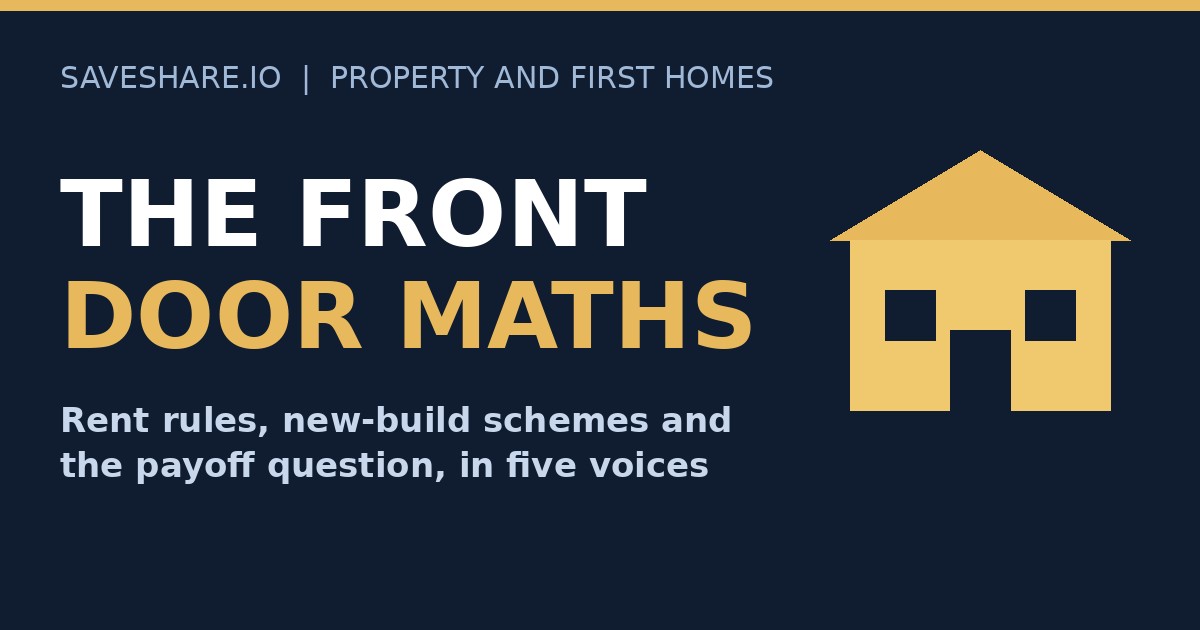 SAVESHARE.IO | PROPERTY AND FIRST HOMES
THE FRONT
DOOR MATHS
Rent rules, new-build schemes and
the payoff question, in five voices